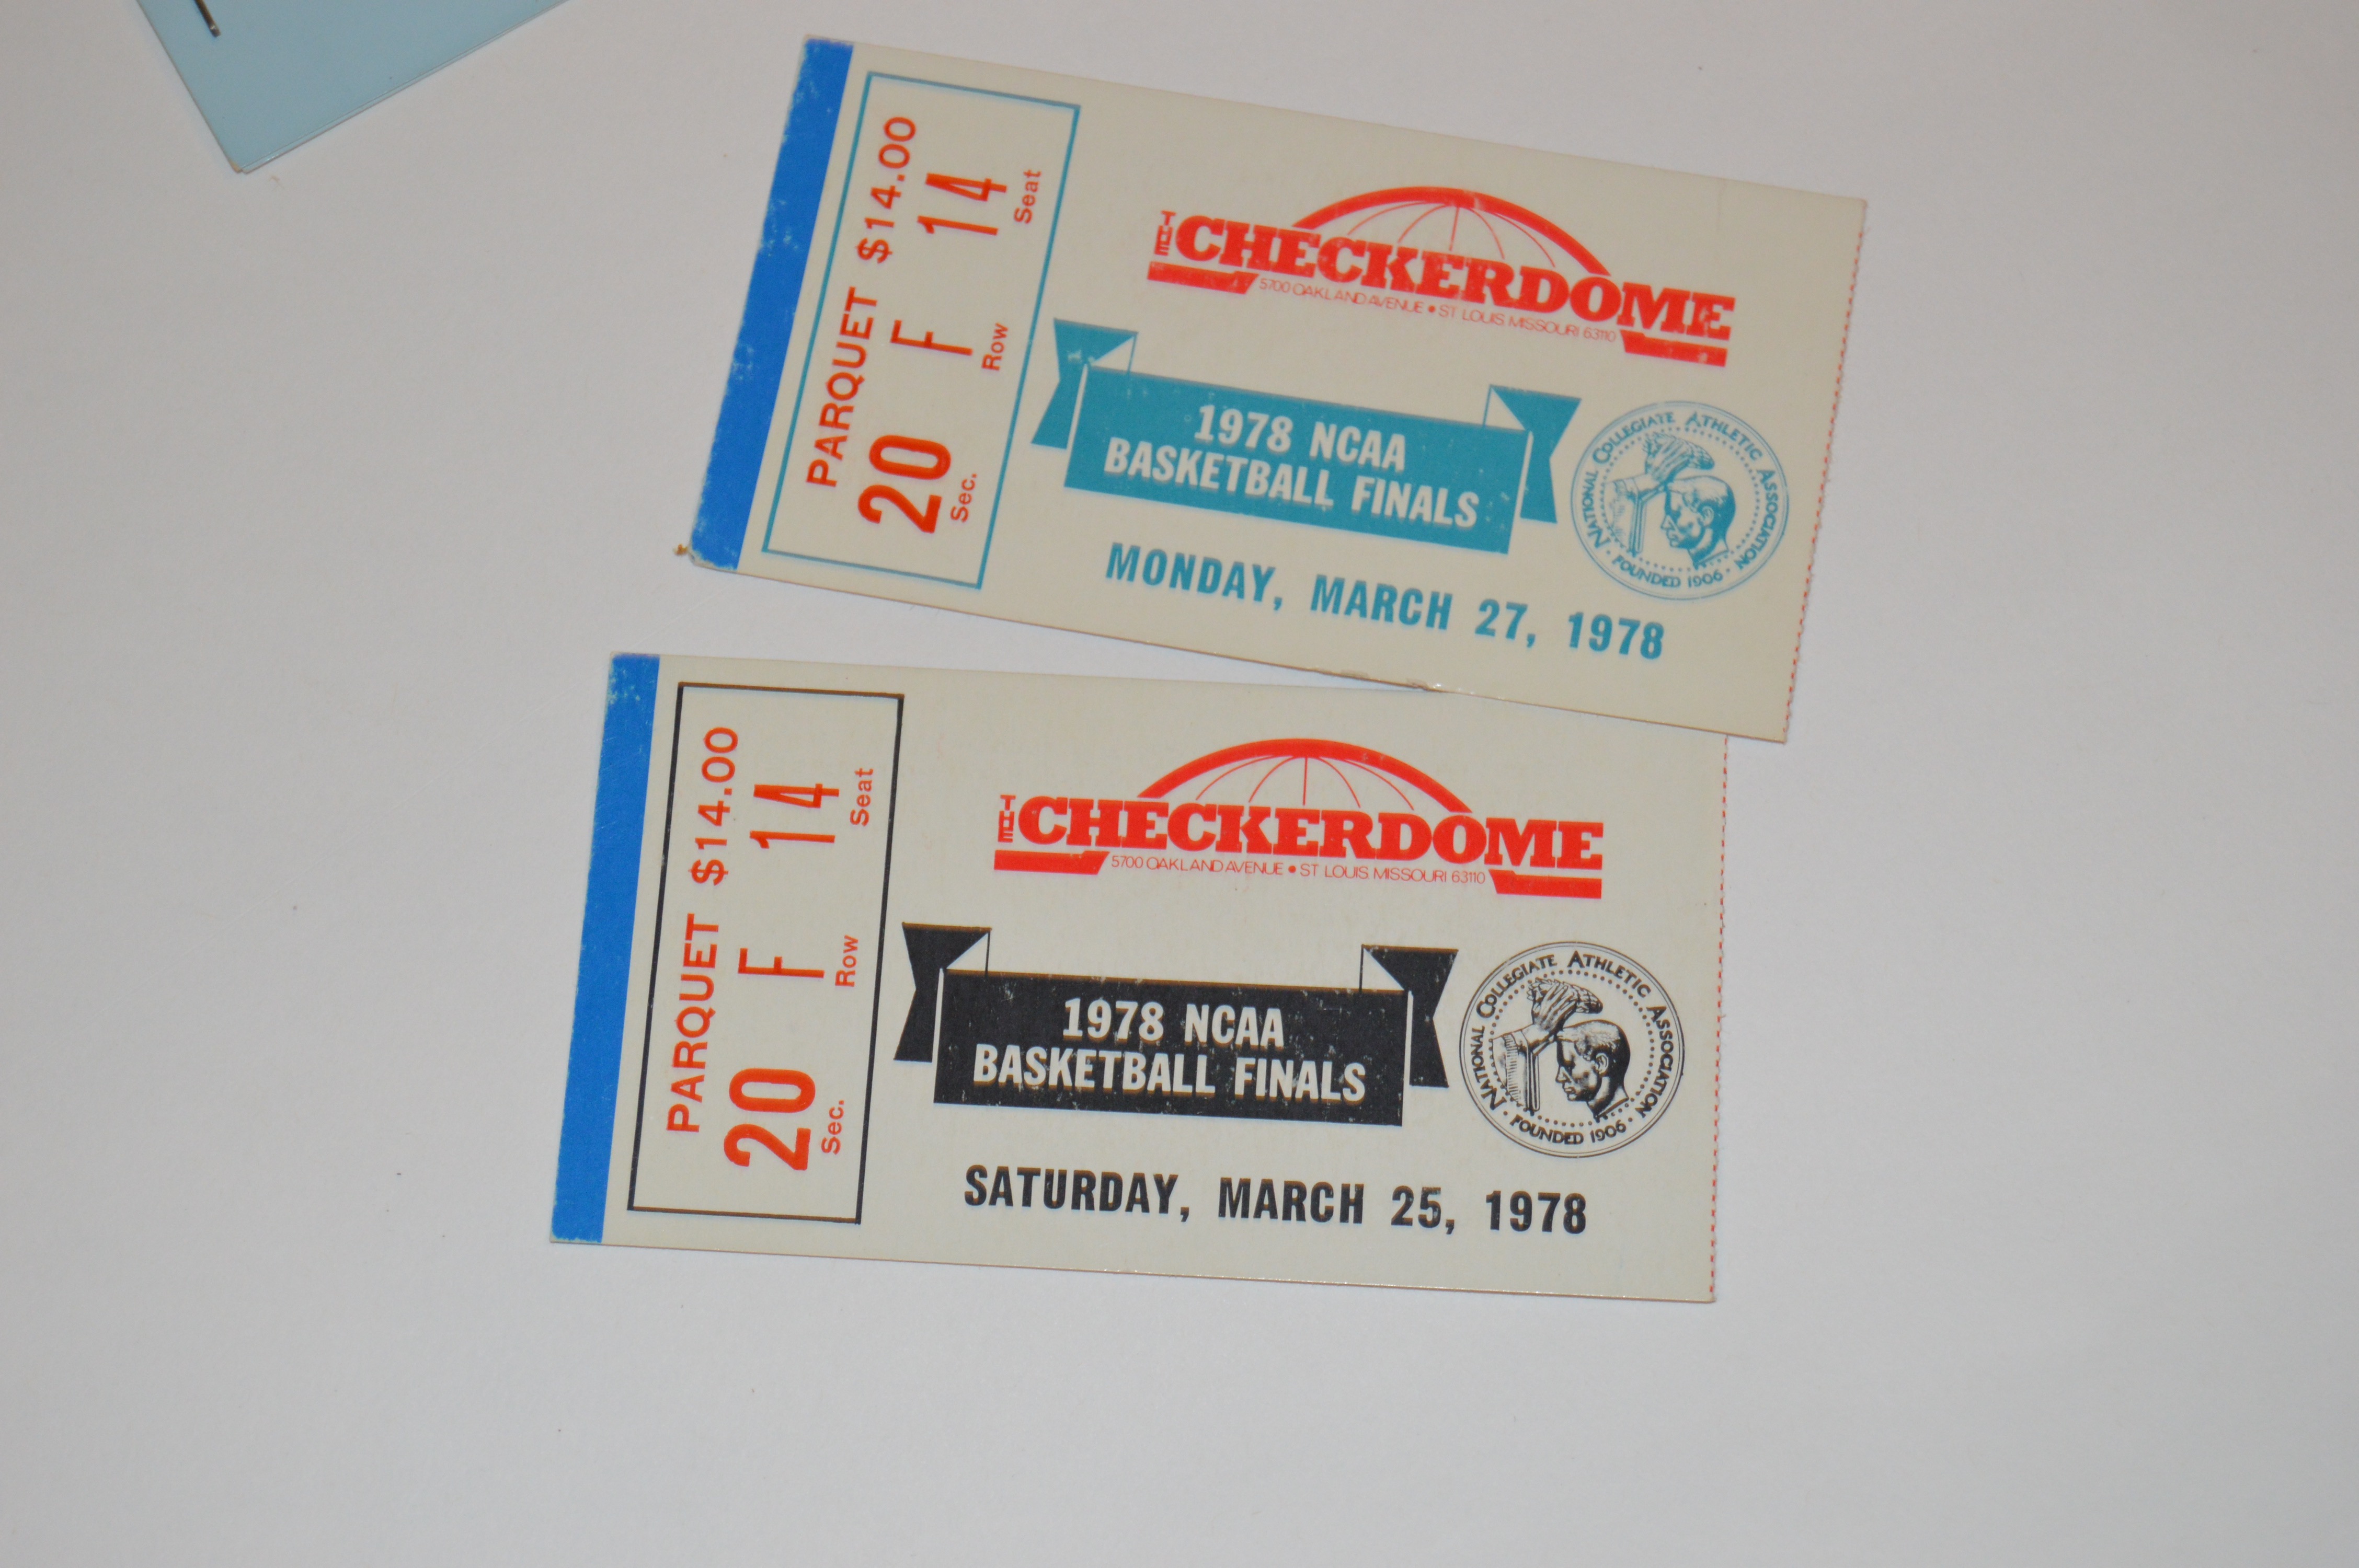 PARQUET $14.00
20 F 14
Sec. Row Seat
THE CHECKERDOME
5700 OAKLAND AVENUE • ST LOUIS, MISSOURI 63110
1978 NCAA
BASKETBALL FINALS
NATIONAL COLLEGIATE ATHLETIC ASSOCIATION
• FOUNDED 1906 •
MONDAY, MARCH 27, 1978
PARQUET $14.00
20 F 14
Sec. Row Seat
THE CHECKERDOME
5700 OAKLAND AVENUE • ST LOUIS, MISSOURI 63110
1978 NCAA
BASKETBALL FINALS
NATIONAL COLLEGIATE ATHLETIC ASSOCIATION
• FOUNDED 1906 •
SATURDAY, MARCH 25, 1978